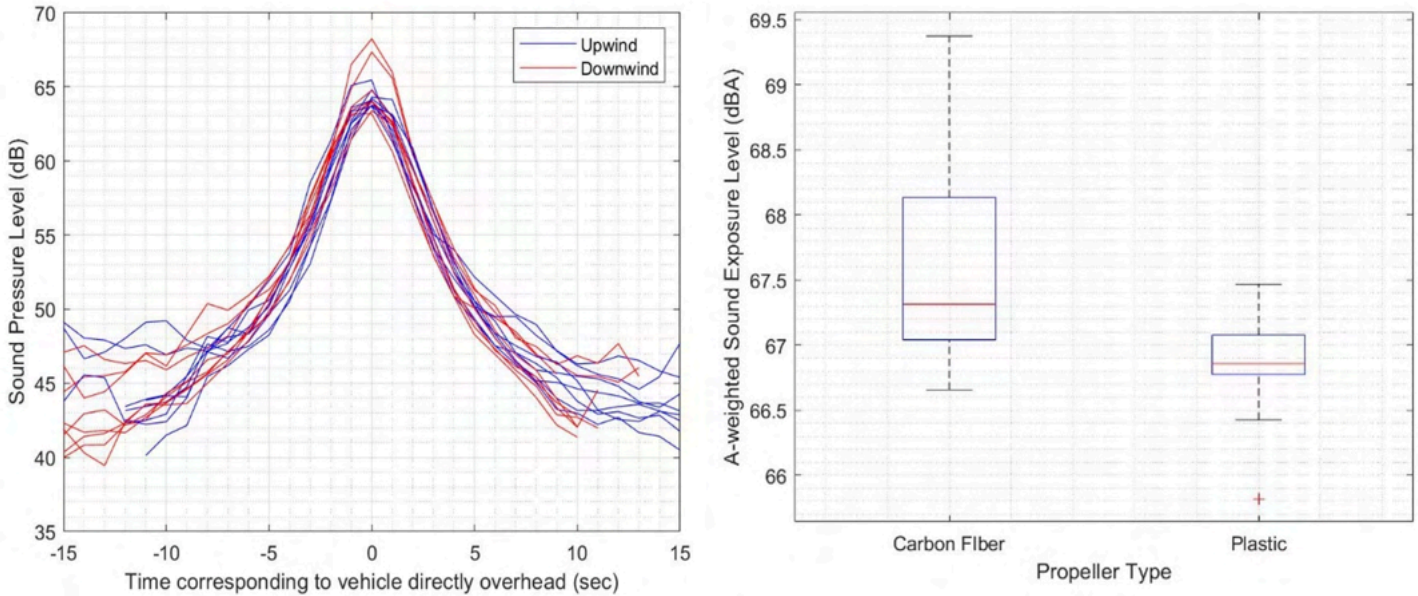 70
65
60
55
50
45
40
35
-15
-10
-5
0
5
10
15
Sound Pressure Level (dB)
Time corresponding to vehicle directly overhead (sec)
Upwind
Downwind
69.5
69
68.5
68
67.5
67
66.5
66
A-weighted Sound Exposure Level (dBA)
Carbon FIber
Plastic
Propeller Type